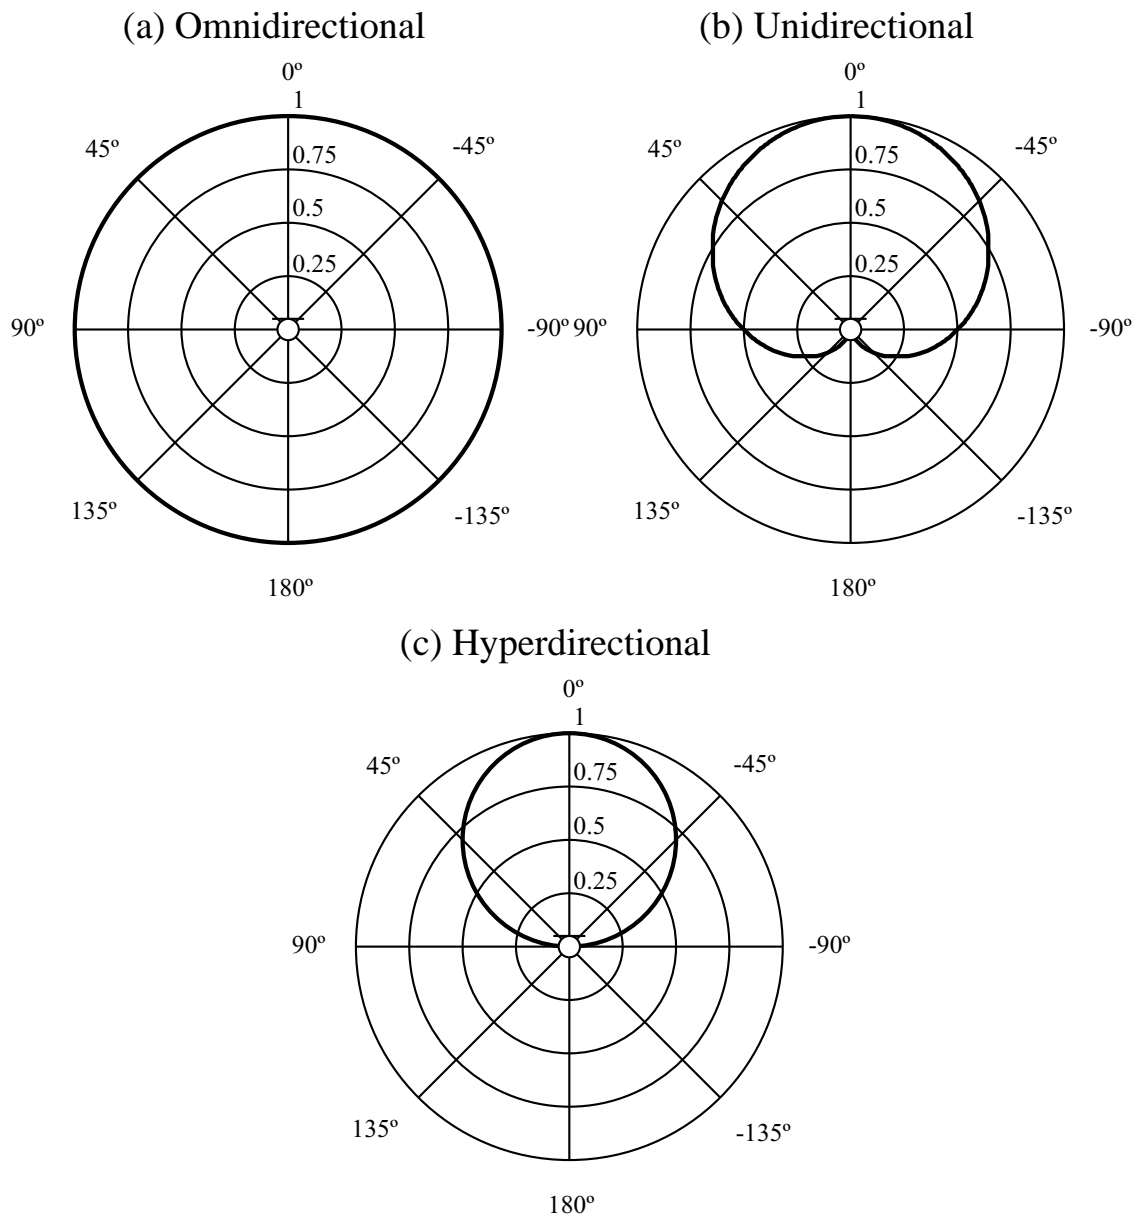 (a) Omnidirectional
0º
1
45º
-45º
0.75
0.5
0.25
90º
-90º
135º
-135º
180º
(b) Unidirectional
0º
1
45º
-45º
0.75
0.5
0.25
90º
-90º
135º
-135º
180º
(c) Hyperdirectional
0º
1
45º
-45º
0.75
0.5
0.25
90º
-90º
135º
-135º
180º